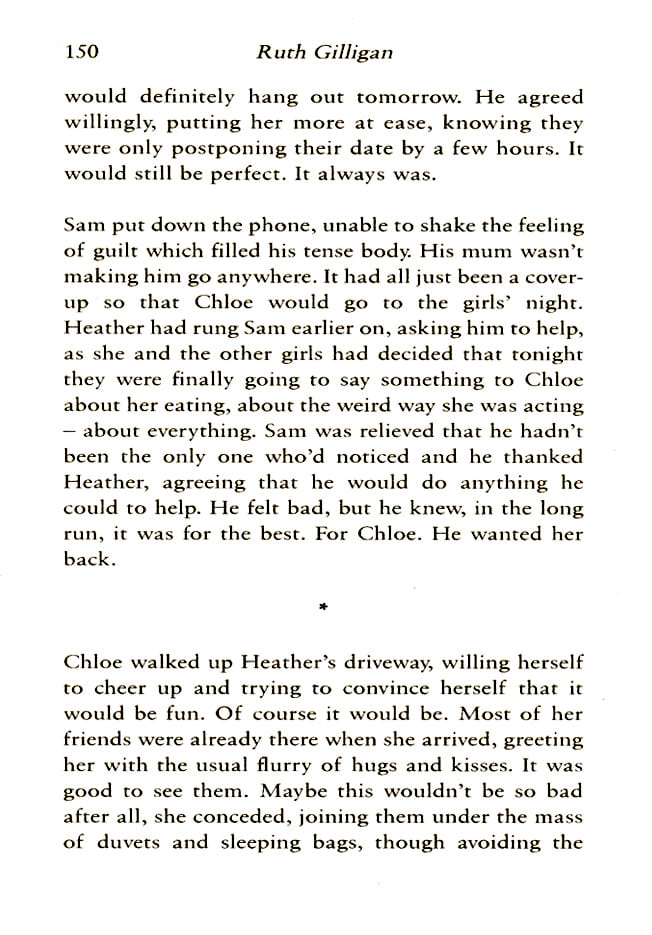 150 Ruth Gilligan
would definitely hang out tomorrow. He agreed
willingly, putting her more at ease, knowing they
were only postponing their date by a few hours. It
would still be perfect. It always was.
Sam put down the phone, unable to shake the feeling
of guilt which filled his tense body. His mum wasn't
making him go anywhere. It had all just been a cover-
up so that Chloe would go to the girls' night.
Heather had rung Sam earlier on, asking him to help,
as she and the other girls had decided that tonight
they were finally going to say something to Chloe
about her eating, about the weird way she was acting
– about everything. Sam was relieved that he hadn't
been the only one who'd noticed and he thanked
Heather, agreeing that he would do anything he
could to help. He felt bad, but he knew, in the long
run, it was for the best. For Chloe. He wanted her
back.
*
Chloe walked up Heather's driveway, willing herself
to cheer up and trying to convince herself that it
would be fun. Of course it would be. Most of her
friends were already there when she arrived, greeting
her with the usual flurry of hugs and kisses. It was
good to see them. Maybe this wouldn't be so bad
after all, she conceded, joining them under the mass
of duvets and sleeping bags, though avoiding the